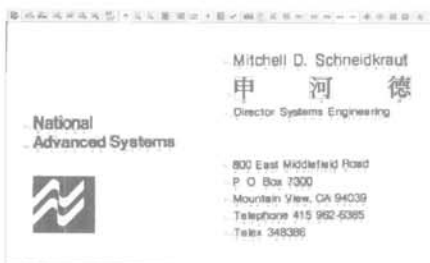 National
Advanced Systems
Mitchell D. Schneidkraut
申 河 德
Director Systems Engineering
800 East Middlefield Road
P O Box 7300
Mountain View, CA 94039
Telephone 415 962-6385
Telex 348386